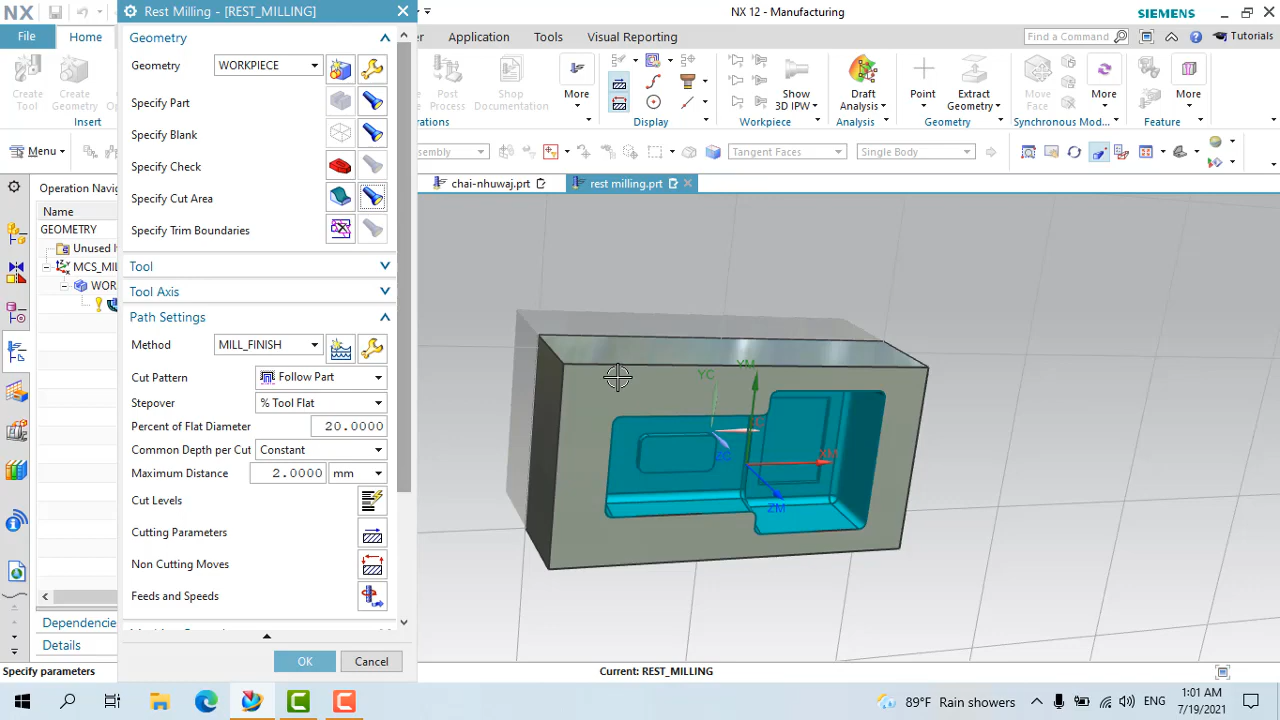 NX
Rest Milling - [REST_MILLING]
NX 12 - Manufacturing
SIEMENS
File
Home
Application
Tools
Visual Reporting
Find a Command
Tutorials
Create
Tool
Create
Geometry
Insert
Post
Process
Shop
Documentation
More
Display
Show
3D IPW
Workpiece
Draft
Analysis
Analysis
Point
Extract
Geometry
Geometry
Move
Face
More
Synchronous Mod...
More
Feature
Menu
Tangent Faces
Single Body
chai-nhuwaj.prt
rest milling.prt
Operation Navig
Name
GEOMETRY
MCS_MIL
Dependencie
Details
Geometry
Geometry
WORKPIECE
Specify Part
Specify Blank
Specify Check
Specify Cut Area
Specify Trim Boundaries
Tool
Tool Axis
Path Settings
Method
MILL_FINISH
Cut Pattern
Follow Part
Stepover
% Tool Flat
Percent of Flat Diameter
20.0000
Common Depth per Cut
Constant
Maximum Distance
2.0000
mm
Cut Levels
Cutting Parameters
Non Cutting Moves
Feeds and Speeds
OK
Cancel
YM
YC
XM
ZC
ZM
Specify parameters
Current: REST_MILLING
89°F Rain showers
ENG
1:01 AM
7/19/2021